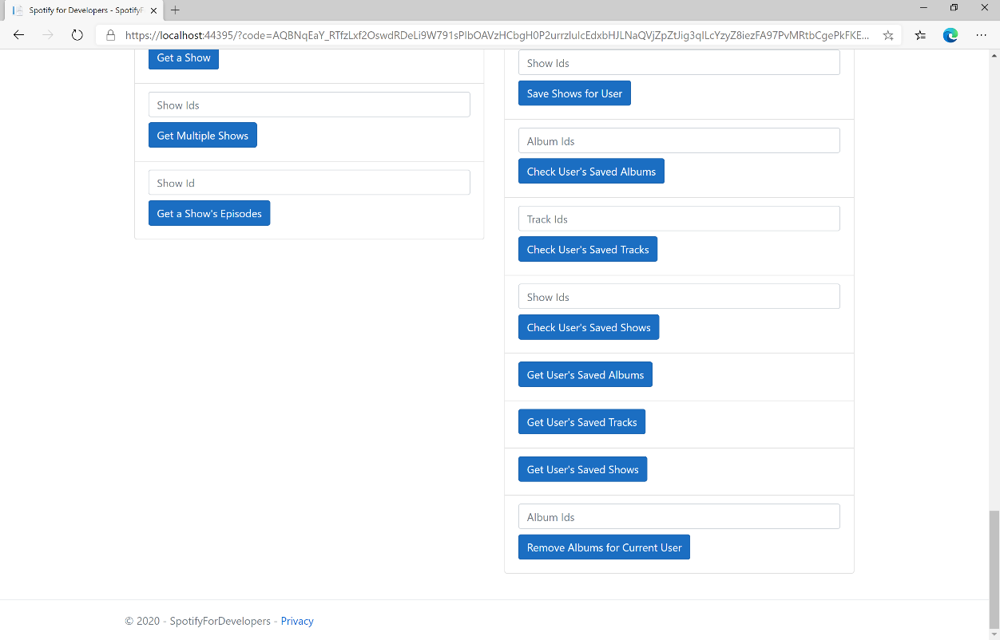 Spotify for Developers - SpotifyF
https://localhost:44395/?code=AQBNqEaY_RTfzLxf2OswdRDeLi9W791sPIbOAVzHCbgH0P2urrzIulcEdxbHJLNaQVjZpZtJig3qlLcYzyZ8iezFA97PvMRtbCgePkFKE...
Get a Show
Show Ids
Get Multiple Shows
Show Id
Get a Show's Episodes
Show Ids
Save Shows for User
Album Ids
Check User's Saved Albums
Track Ids
Check User's Saved Tracks
Show Ids
Check User's Saved Shows
Get User's Saved Albums
Get User's Saved Tracks
Get User's Saved Shows
Album Ids
Remove Albums for Current User
© 2020 - SpotifyForDevelopers - Privacy